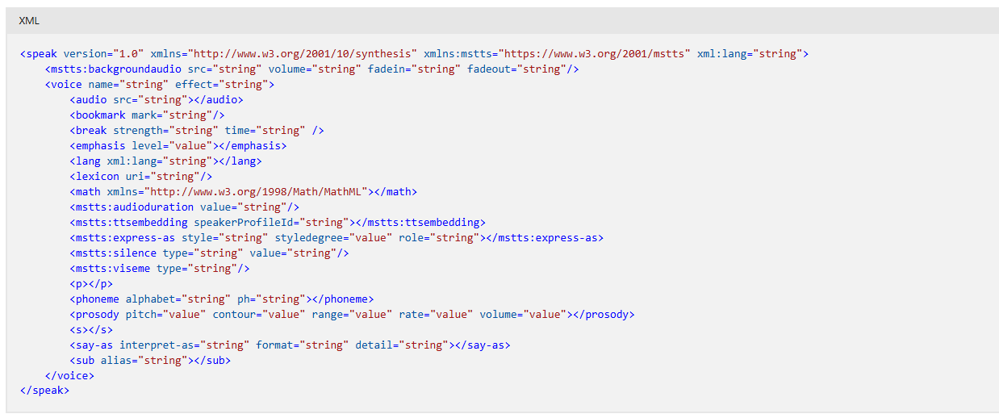 XML
<speak version="1.0" xmlns="http://www.w3.org/2001/10/synthesis" xmlns:mstts="https://www.w3.org/2001/mstts" xml:lang="string">
    <mstts:backgroundaudio src="string" volume="string" fadein="string" fadeout="string"/>
    <voice name="string" effect="string">
        <audio src="string"></audio>
        <bookmark mark="string"/>
        <break strength="string" time="string" />
        <emphasis level="value"></emphasis>
        <lang xml:lang="string"></lang>
        <lexicon uri="string"/>
        <math xmlns="http://www.w3.org/1998/Math/MathML"></math>
        <mstts:audioduration value="string"/>
        <mstts:ttsembedding speakerProfileId="string"></mstts:ttsembedding>
        <mstts:express-as style="string" styledegree="value" role="string"></mstts:express-as>
        <mstts:silence type="string" value="string"/>
        <mstts:viseme type="string"/>
        <p></p>
        <phoneme alphabet="string" ph="string"></phoneme>
        <prosody pitch="value" contour="value" range="value" rate="value" volume="value"></prosody>
        <s></s>
        <say-as interpret-as="string" format="string" detail="string"></say-as>
        <sub alias="string"></sub>
    </voice>
</speak>